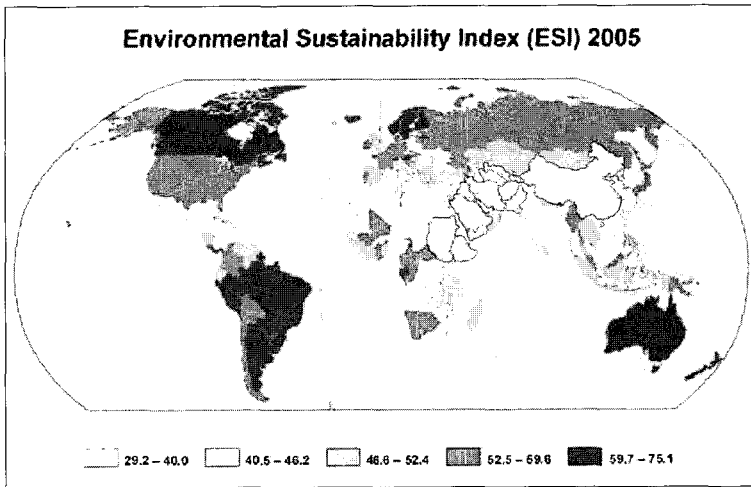 Environmental Sustainability Index (ESI) 2005
29.2 – 40.0 40.5 – 46.2 46.6 – 52.4 52.5 – 59.6 59.7 – 75.1